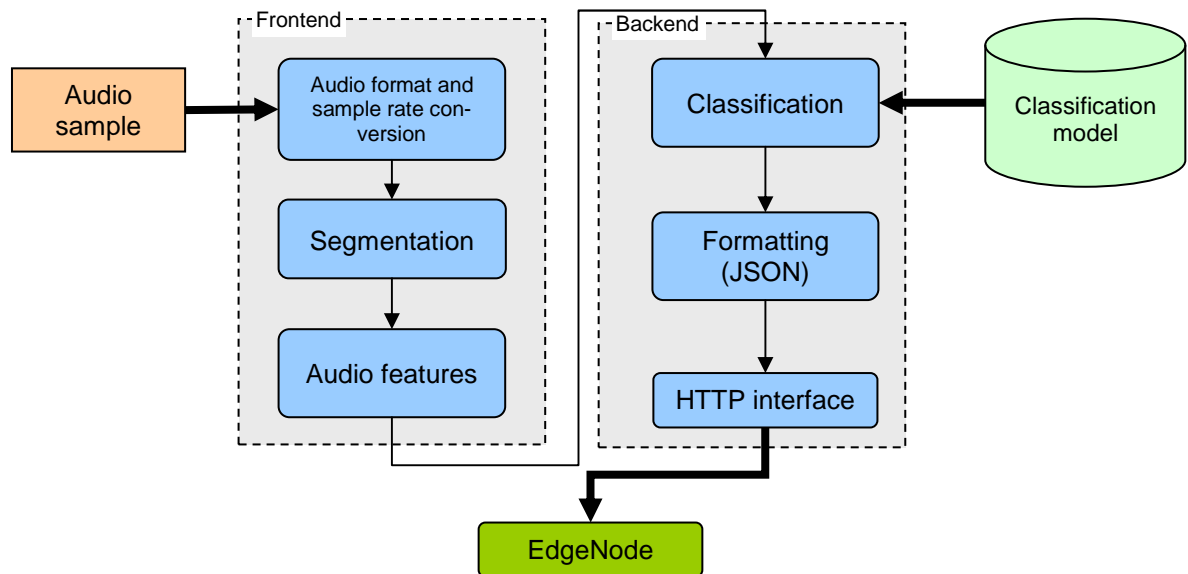 Frontend
Audio
sample
Audio format and
sample rate con-
version
Segmentation
Audio features
Backend
Classification
Formatting
(JSON)
HTTP interface
Classification
model
EdgeNode